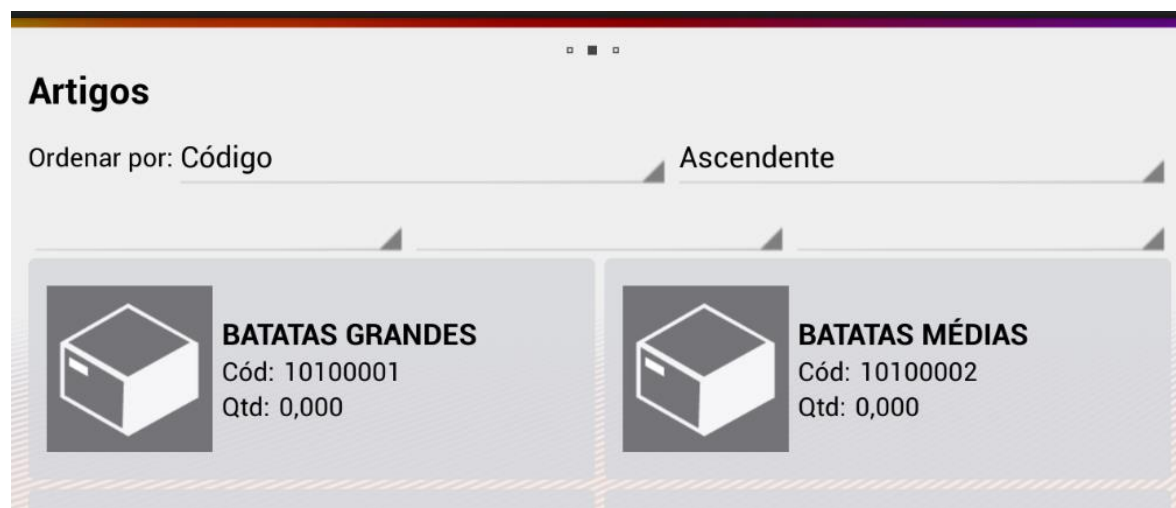 Artigos
Ordenar por: Código Ascendente
BATATAS GRANDES
Cód: 10100001
Qtd: 0,000
BATATAS MÉDIAS
Cód: 10100002
Qtd: 0,000